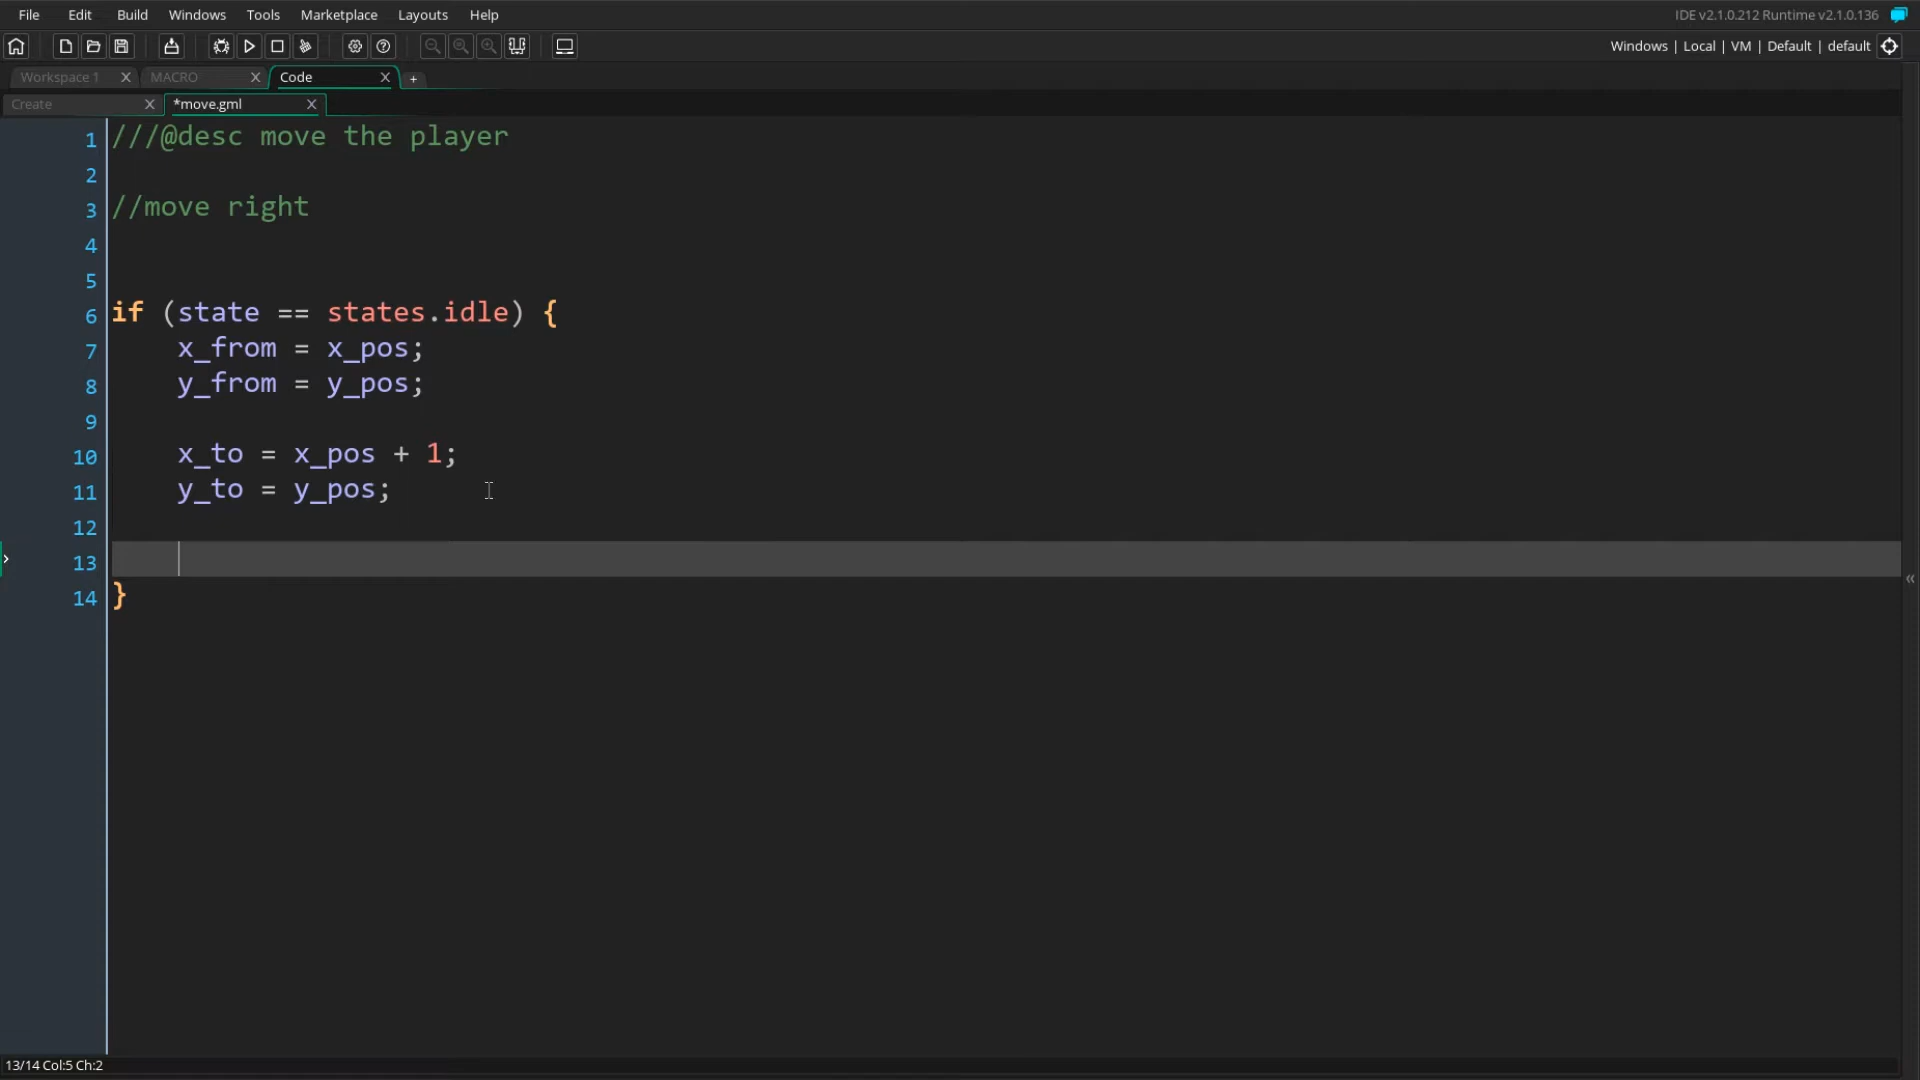 File Edit Build Windows Tools Marketplace Layouts Help IDE v2.1.0.212 Runtime v2.1.0.136
Windows | Local | VM | Default | default
Workspace 1 MACRO Code
Create *move.gml
1 ///@desc move the player
2
3 //move right
4
5
6 if (state == states.idle) {
7 x_from = x_pos;
8 y_from = y_pos;
9
10 x_to = x_pos + 1;
11 y_to = y_pos;
12
13
14 }
13/14 Col:5 Ch:2